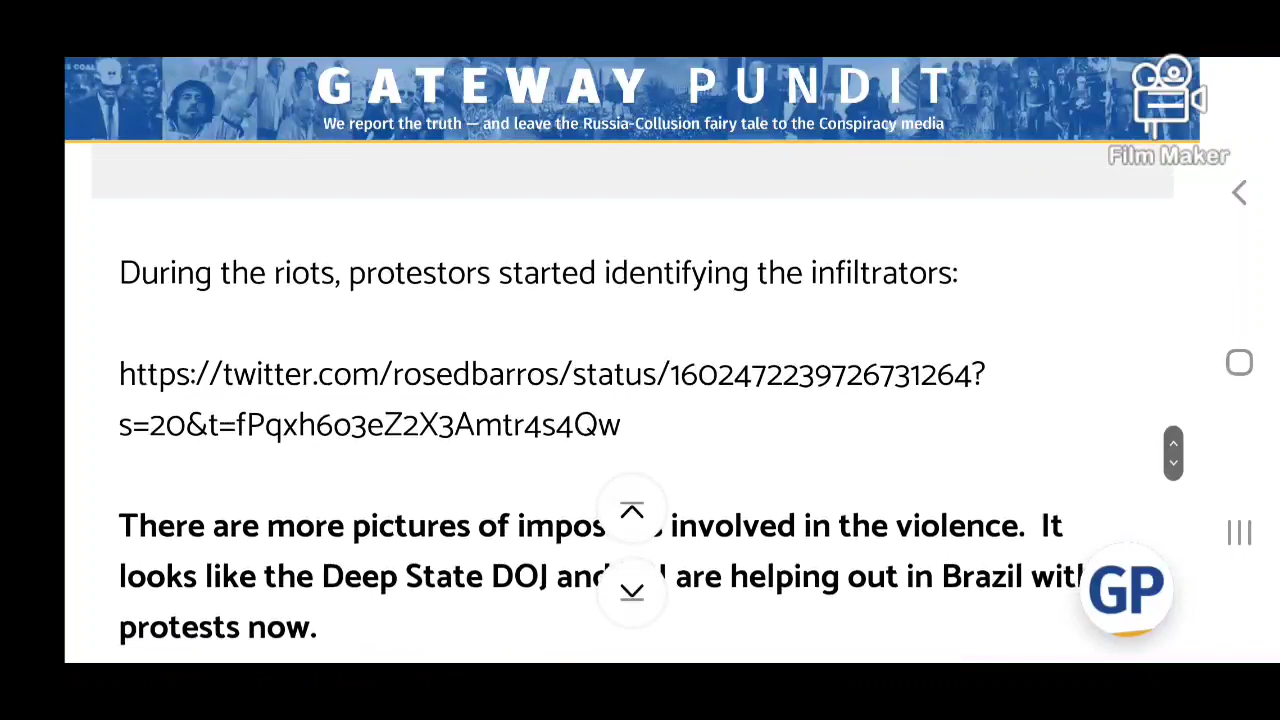 GATEWAY PUNDIT
We report the truth — and leave the Russia-Collusion fairy tale to the Conspiracy media
Film Maker
During the riots, protestors started identifying the infiltrators:
https://twitter.com/rosedbarros/status/1602472239726731264?
s=20&t=fPqxh6o3eZ2X3Amtr4s4Qw
There are more pictures of involved in the violence. It
looks like the Deep State DOJ and are helping out in Brazil with
GP
protests now.